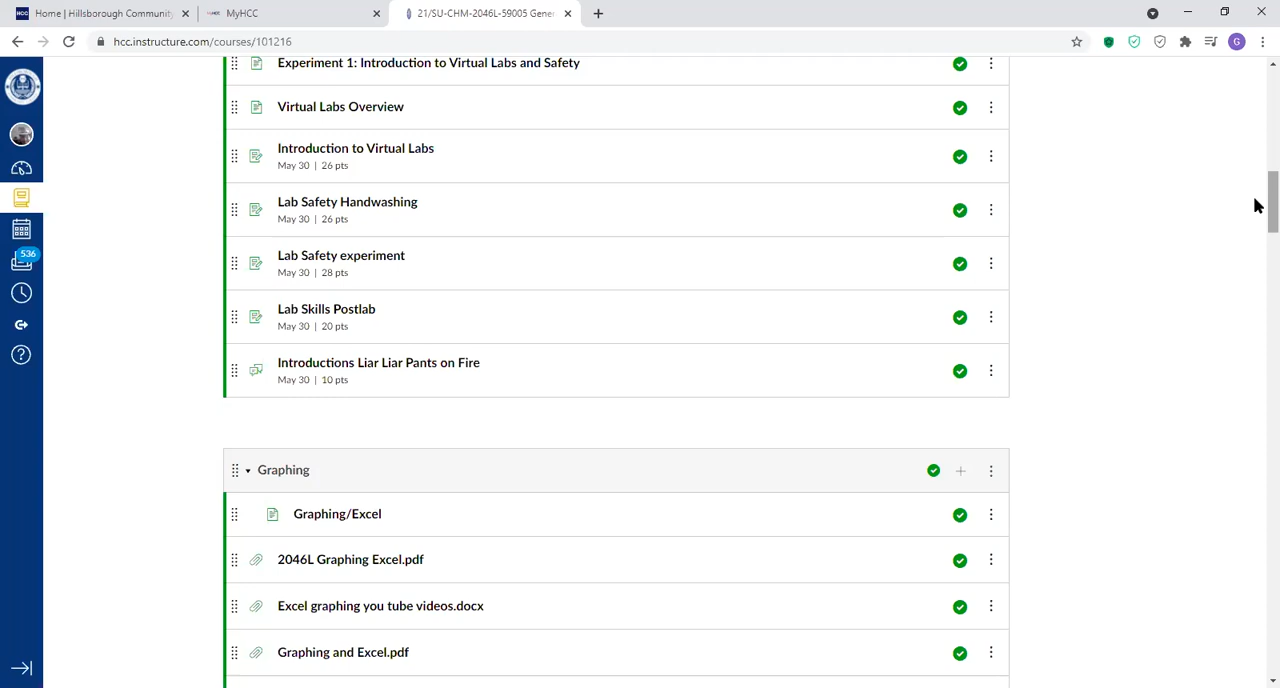 HCC Home | Hillsborough Community
MyHCC MyHCC
21/SU-CHM-2046L-59005 Gener
hcc.instructure.com/courses/101216
G
Experiment 1: Introduction to Virtual Labs and Safety
Virtual Labs Overview
Introduction to Virtual Labs
May 30 | 26 pts
Lab Safety Handwashing
May 30 | 26 pts
536
Lab Safety experiment
May 30 | 28 pts
Lab Skills Postlab
May 30 | 20 pts
Introductions Liar Liar Pants on Fire
May 30 | 10 pts
Graphing
Graphing/Excel
2046L Graphing Excel.pdf
Excel graphing you tube videos.docx
Graphing and Excel.pdf